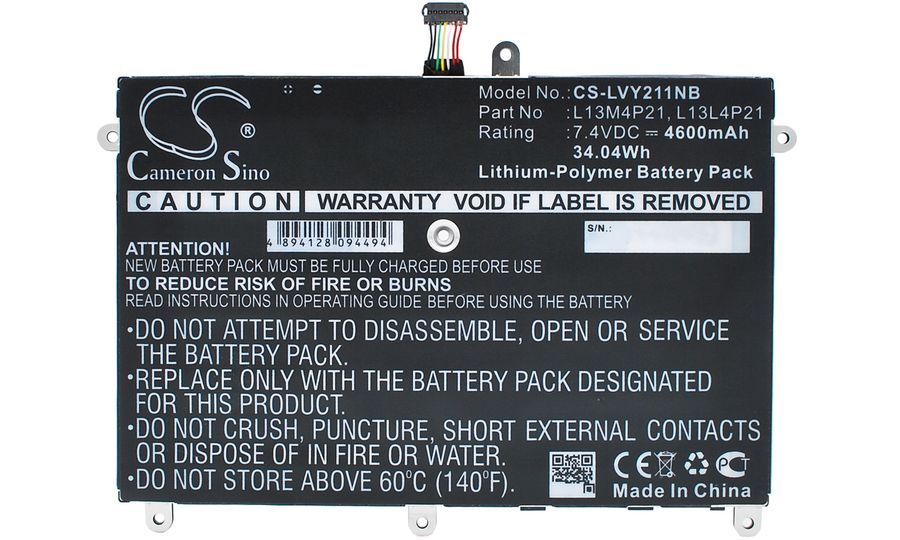 CS
®
Cameron Sino
Model No.: CS-LVY211NB
Part No : L13M4P21, L13L4P21
Rating : 7.4VDC ⎓ 4600mAh
34.04Wh
Lithium-Polymer Battery Pack
CAUTION WARRANTY VOID IF LABEL IS REMOVED
4 894128 094494
S/N.:
ATTENTION!
NEW BATTERY PACK MUST BE FULLY CHARGED BEFORE USE
TO REDUCE RISK OF FIRE OR BURNS
READ INSTRUCTIONS IN OPERATING GUIDE BEFORE USING THE BATTERY
•DO NOT ATTEMPT TO DISASSEMBLE, OPEN OR SERVICE
THE BATTERY PACK.
•REPLACE ONLY WITH THE BATTERY PACK DESIGNATED
FOR THIS PRODUCT.
•DO NOT CRUSH, PUNCTURE, SHORT EXTERNAL CONTACTS
OR DISPOSE OF IN FIRE OR WATER.
•DO NOT STORE ABOVE 60°C (140°F).
CE PCT
Made In China